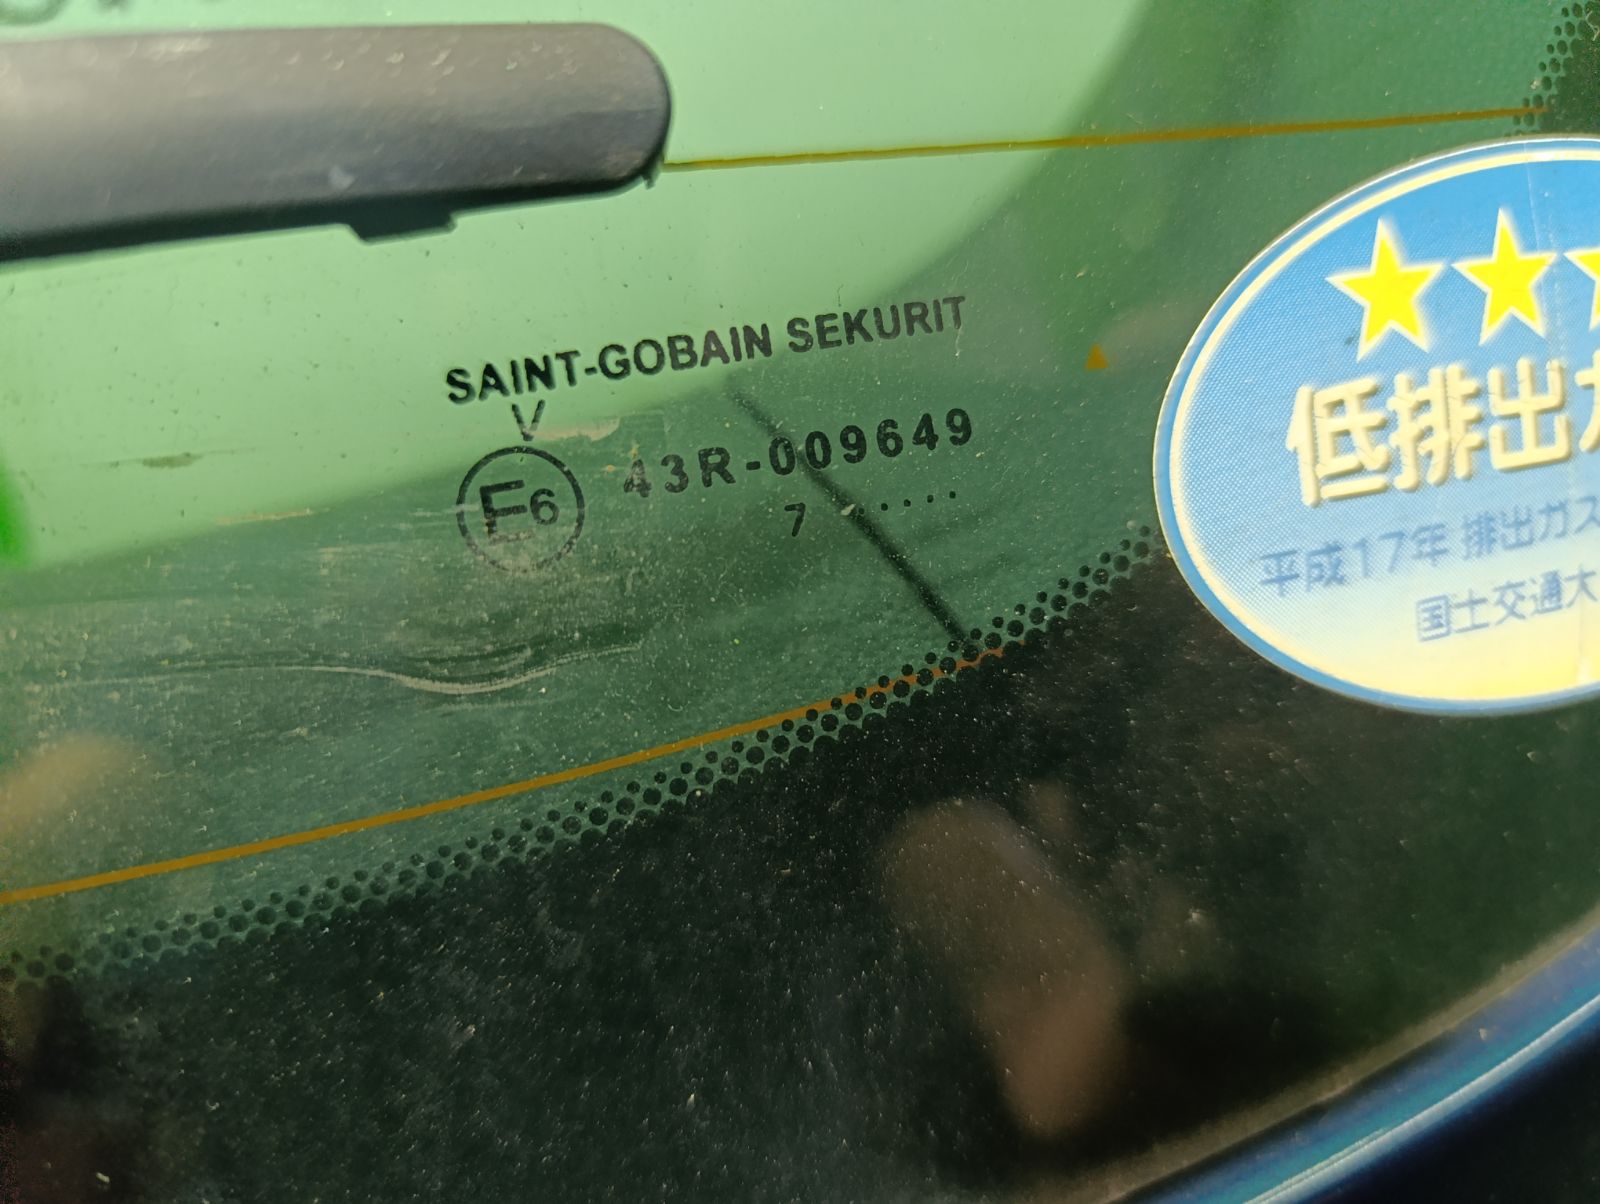 SAINT-GOBAIN SEKURIT
V
E6 43R-009649
7 ······
低排出ガ
平成17年 排出ガス
国土交通大